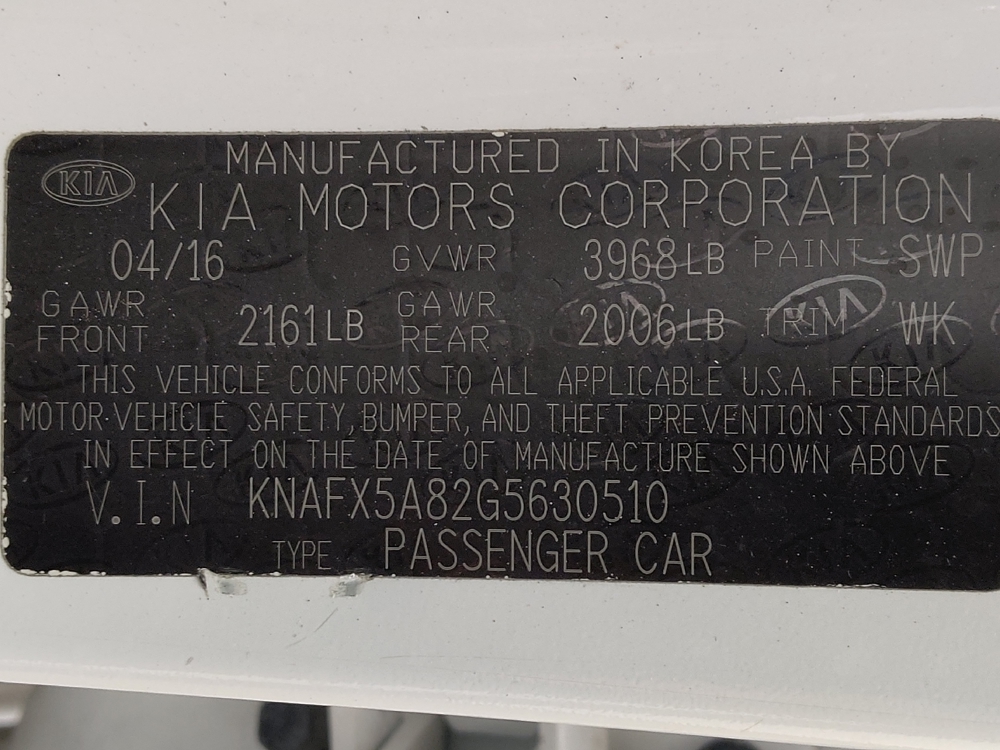 KIA MANUFACTURED IN KOREA BY
KIA MOTORS CORPORATION
04/16 GVWR 3968LB PAINT SWP
GAWR FRONT 2161LB GAWR REAR 2006LB TRIM WK
THIS VEHICLE CONFORMS TO ALL APPLICABLE U.S.A. FEDERAL
MOTOR VEHICLE SAFETY, BUMPER, AND THEFT PREVENTION STANDARDS
IN EFFECT ON THE DATE OF MANUFACTURE SHOWN ABOVE
V.I.N KNAFX5A82G5630510
TYPE PASSENGER CAR